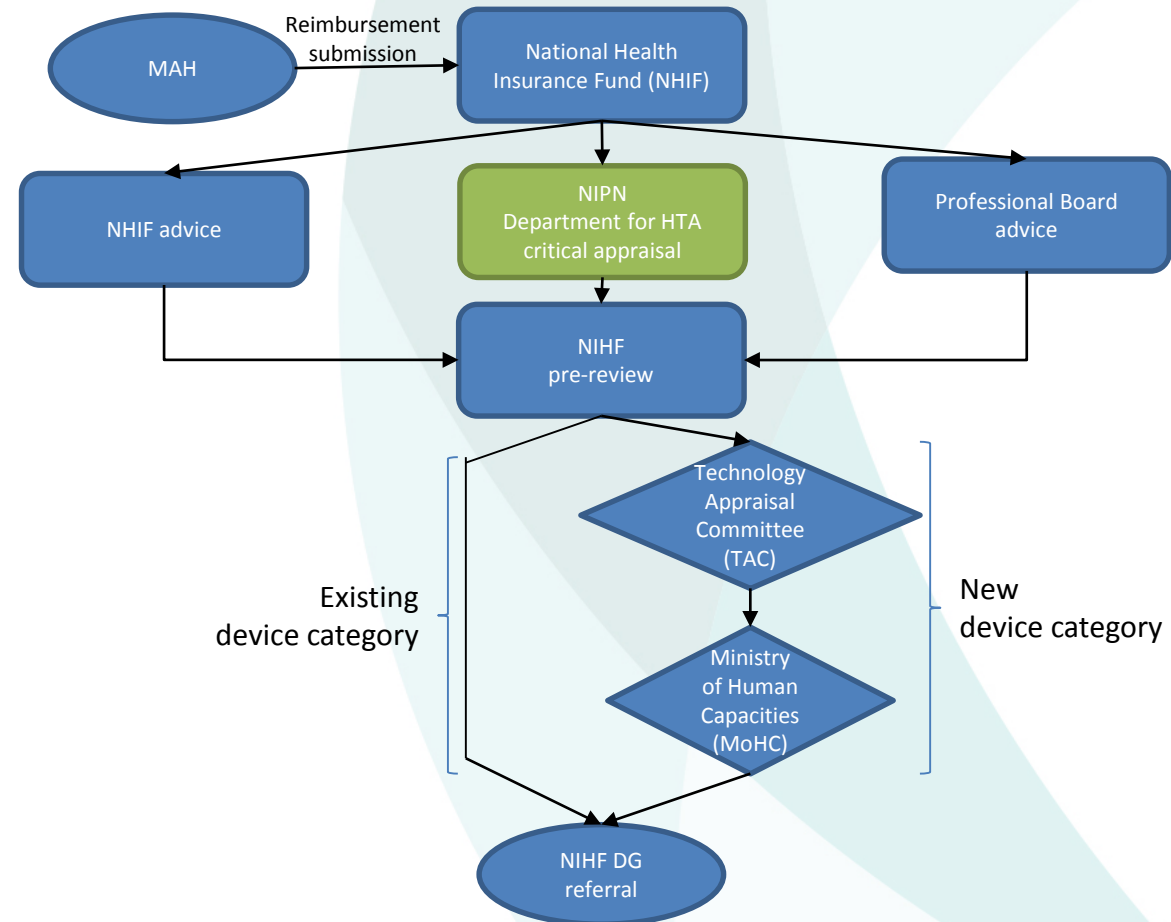 Reimbursement
submission
MAH
National Health
Insurance Fund (NHIF)
NHIF advice
NIPN
Department for HTA
critical appraisal
Professional Board
advice
NIHF
pre-review
Technology
Appraisal
Committee
(TAC)
Existing
device category
New
device category
Ministry
of Human
Capacities
(MoHC)
NIHF DG
referral